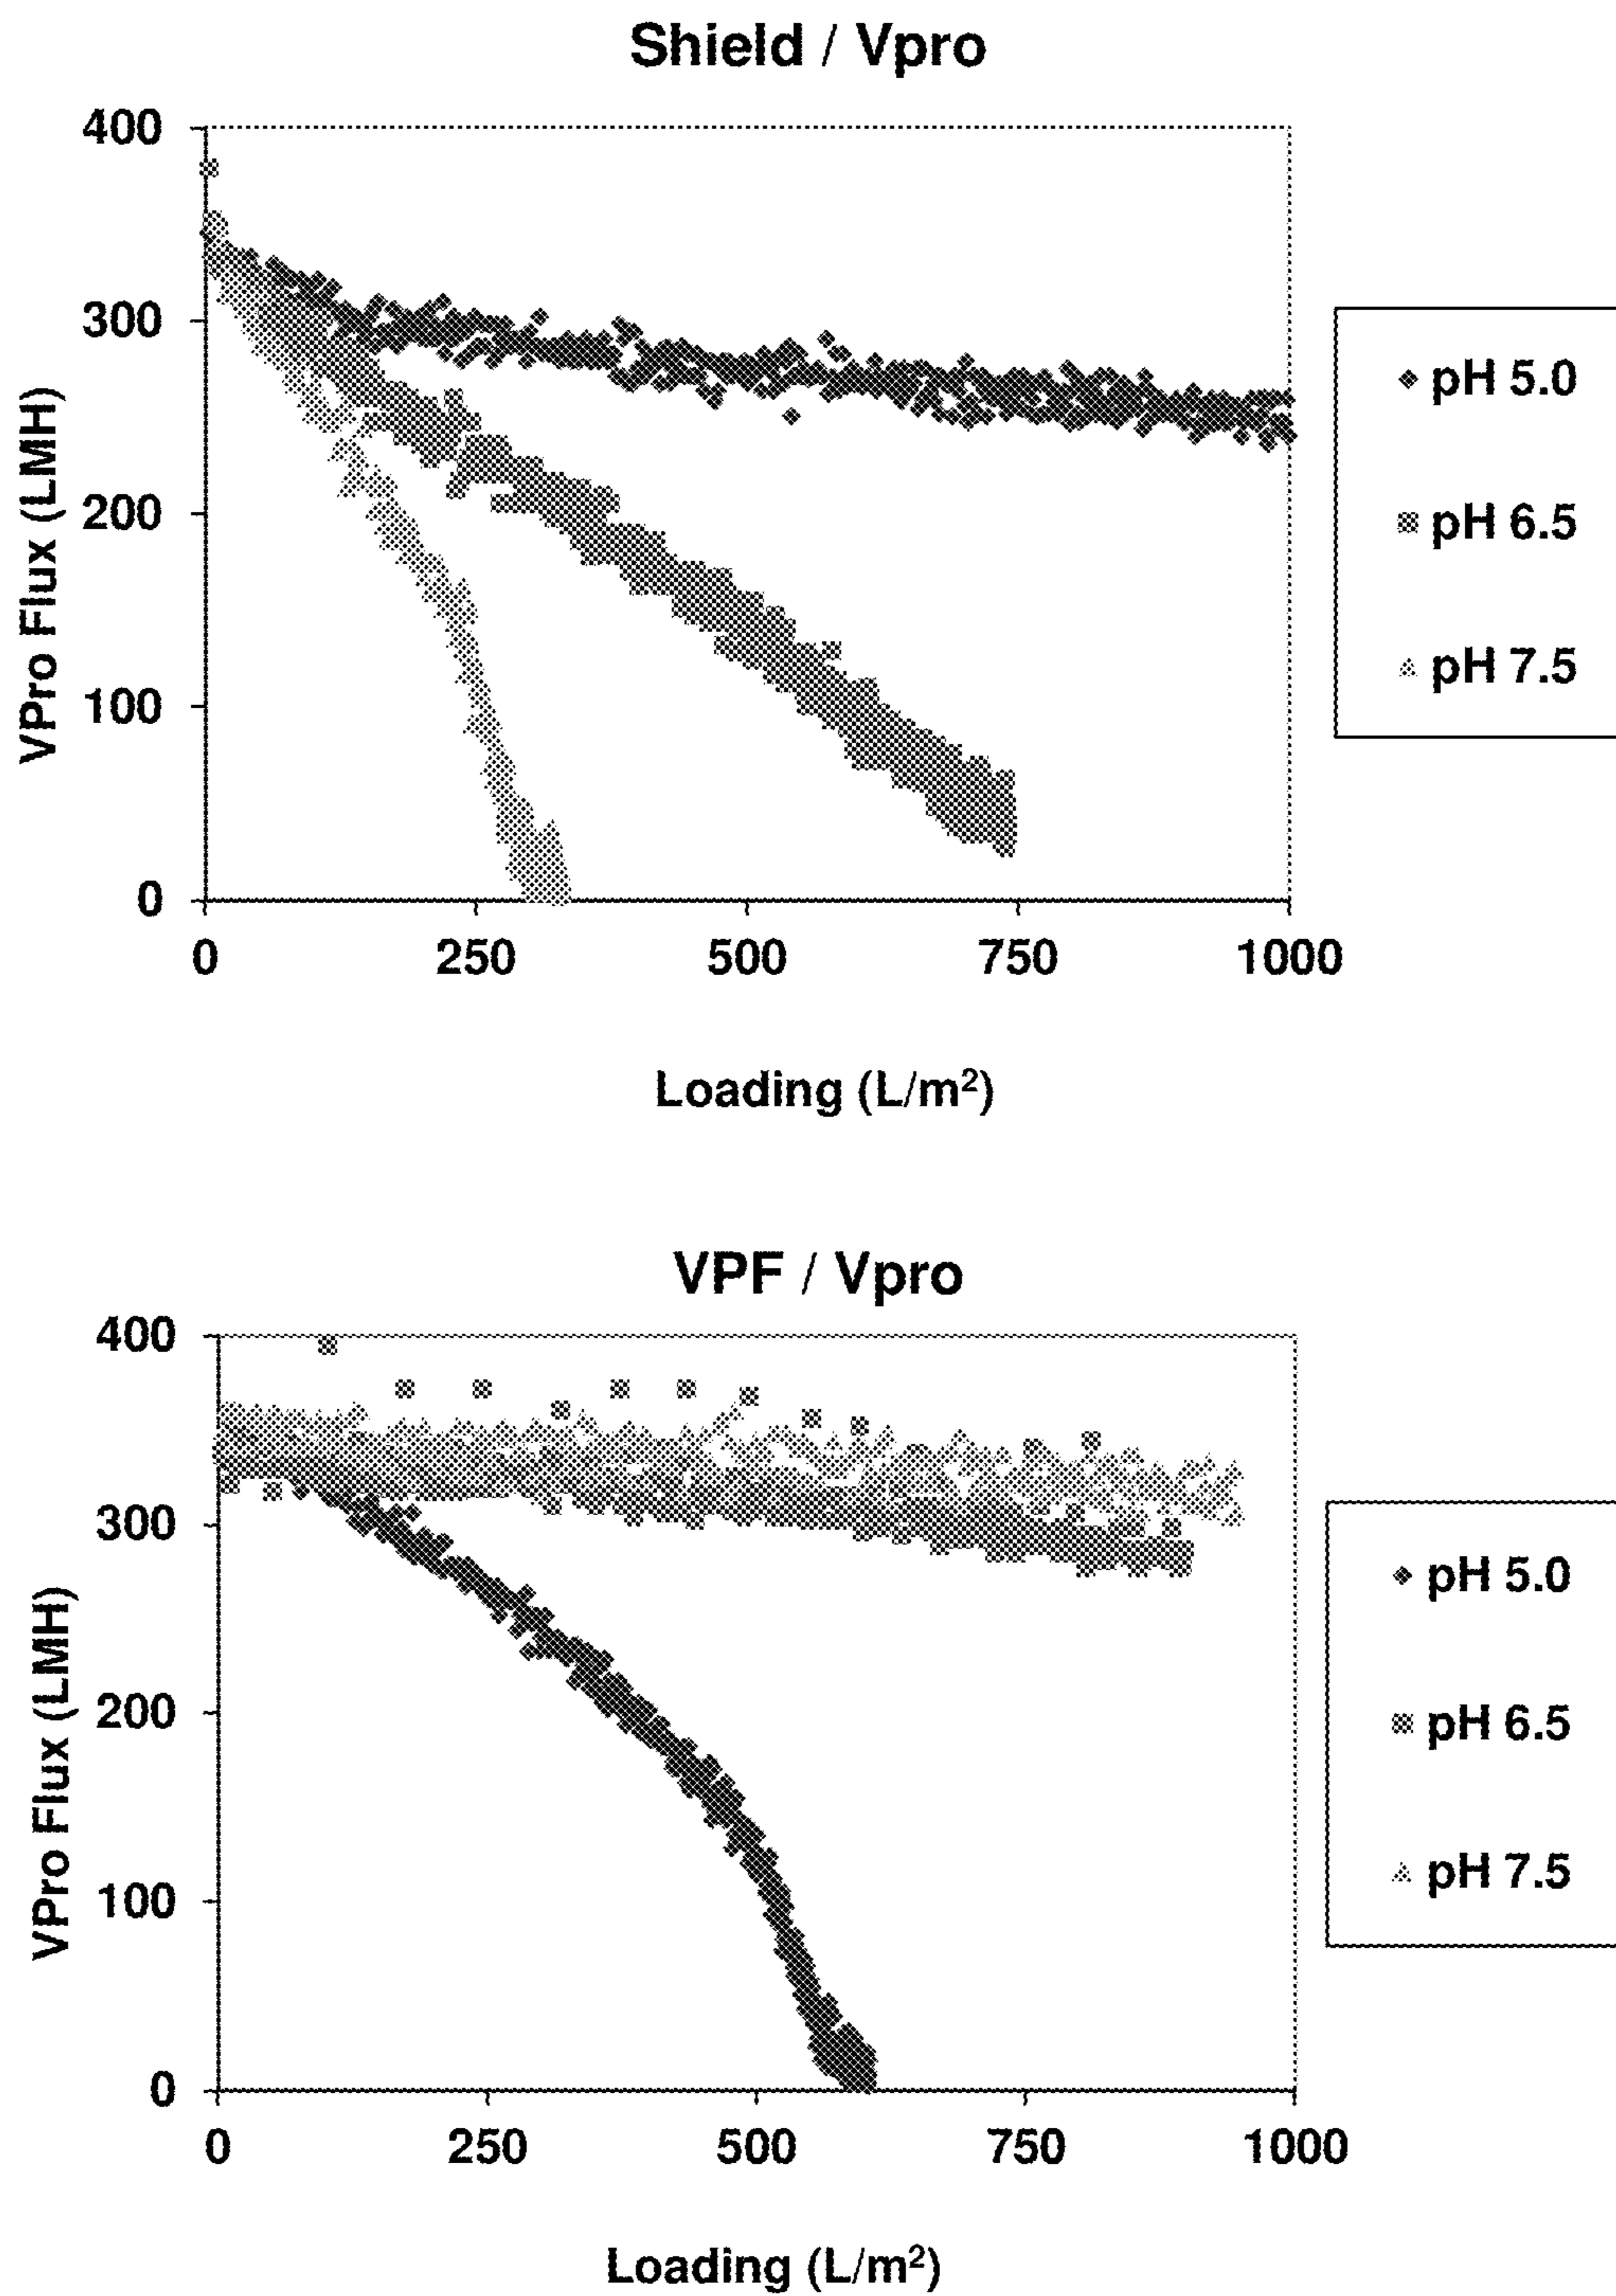 Shield / Vpro
400
300
200
100
0
VPro Flux (LMH)
0 250 500 750 1000
Loading (L/m²)
pH 5.0
pH 6.5
pH 7.5
VPF / Vpro
400
300
200
100
0
VPro Flux (LMH)
0 250 500 750 1000
Loading (L/m²)
pH 5.0
pH 6.5
pH 7.5